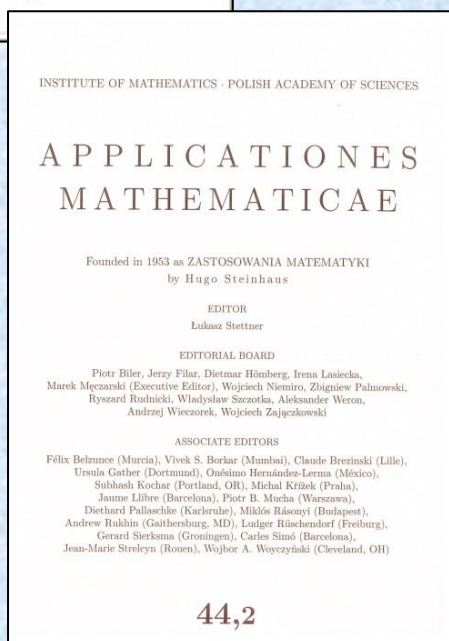 INSTITUTE OF MATHEMATICS · POLISH ACADEMY OF SCIENCES
APPLICATIONES
MATHEMATICAE
Founded in 1953 as ZASTOSOWANIA MATEMATYKI
by Hugo Steinhaus
EDITOR
Łukasz Stettner
EDITORIAL BOARD
Piotr Biler, Jerzy Filar, Dietmar Hömberg, Irena Lasiecka,
Marek Męczarski (Executive Editor), Wojciech Niemiro, Zbigniew Palmowski,
Ryszard Rudnicki, Władysław Szczotka, Aleksander Weron,
Andrzej Wieczorek, Wojciech Zajączkowski
ASSOCIATE EDITORS
Félix Belzunce (Murcia), Vivek S. Borkar (Mumbai), Claude Brezinski (Lille),
Ursula Gather (Dortmund), Onésimo Hernández-Lerma (México),
Subhash Kochar (Portland, OR), Michal Křížek (Praha),
Jaume Llibre (Barcelona), Piotr B. Mucha (Warszawa),
Diethard Pallaschke (Karlsruhe), Miklós Rásonyi (Budapest),
Andrew Rukhin (Gaithersburg, MD), Ludger Rüschendorf (Freiburg),
Gerard Sierksma (Groningen), Carles Simó (Barcelona),
Jean-Marie Strelcyn (Rouen), Wojbor A. Woyczyński (Cleveland, OH)
44,2